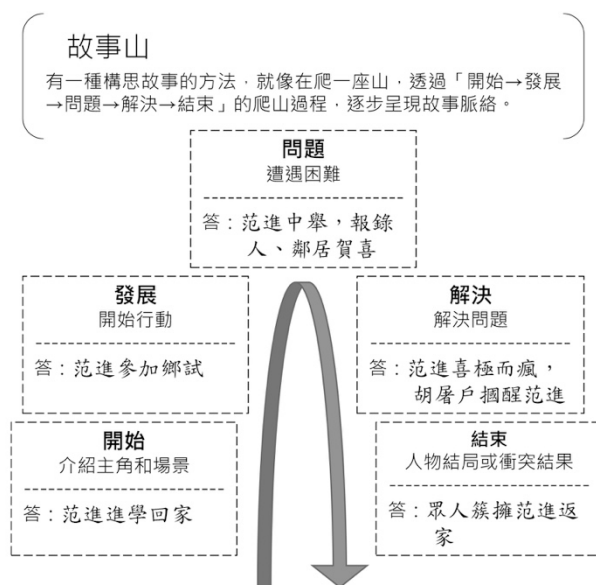 故事山
有一種構思故事的方法，就像在爬一座山，透過「開始→發展
→問題→解決→結束」的爬山過程，逐步呈現故事脈絡。
問題
遭遇困難
答：范進中舉，報錄
人、鄰居賀喜
發展
開始行動
答：范進參加鄉試
解決
解決問題
答：范進喜極而瘋，
胡屠戶摑醒范進
開始
介紹主角和場景
答：范進進學回家
結束
人物結局或衝突結果
答：眾人簇擁范進返
家